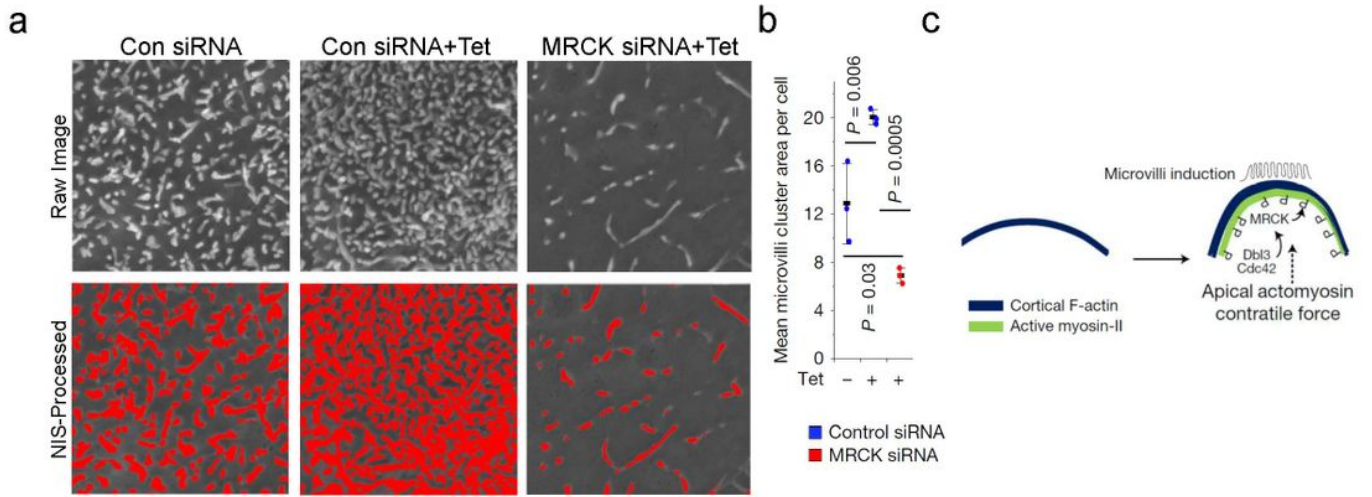 a
Con siRNA
Con siRNA+Tet
MRCK siRNA+Tet
Raw Image
NIS-Processed
b
Mean microvilli cluster area per cell
20
16
12
8
4
0
P = 0.006
P = 0.0005
P = 0.03
Tet – + +
Control siRNA
MRCK siRNA
c
Microvilli induction
MRCK
Dbl3
Cdc42
Apical actomyosin
contratile force
Cortical F-actin
Active myosin-II